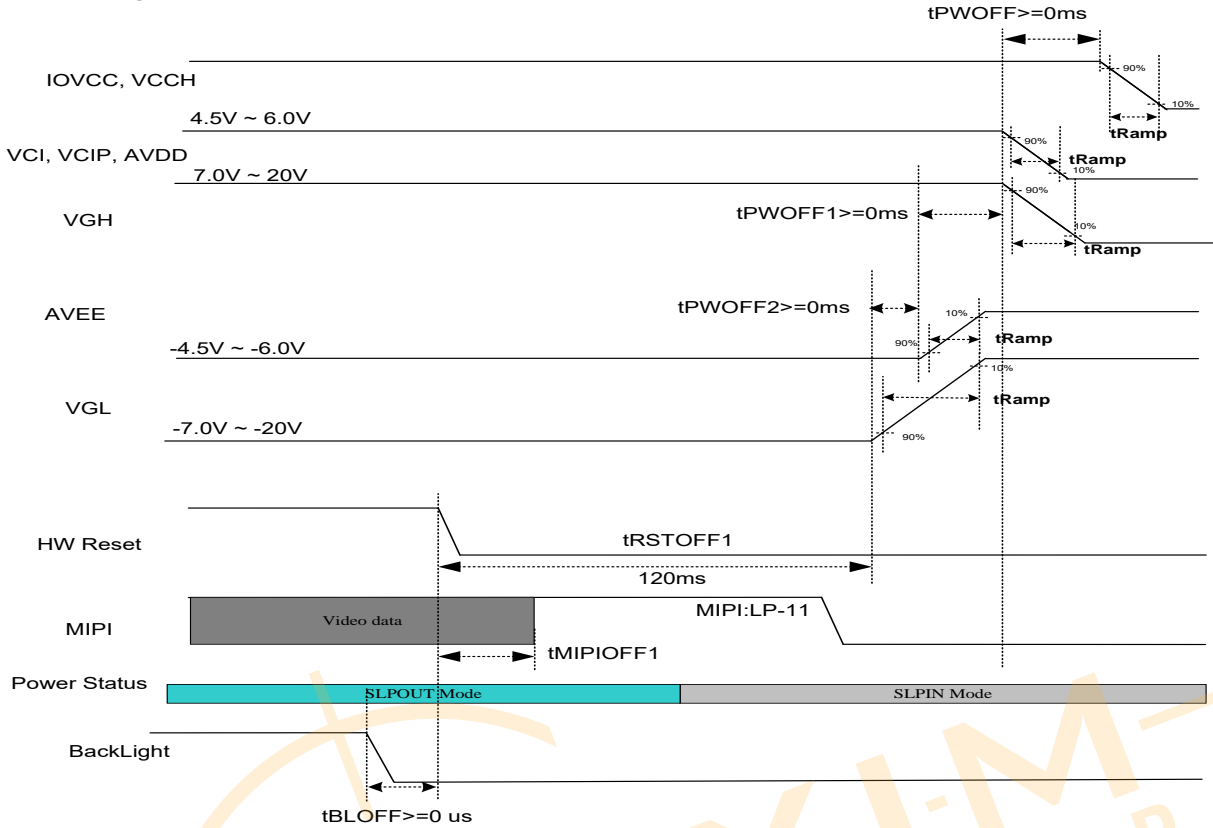 tPWOFF>=0ms
IOVCC, VCCH
90%
10%
tRamp
4.5V ~ 6.0V
VCI, VCIP, AVDD
90%
tRamp
10%
7.0V ~ 20V
VGH
90%
tPWOFF1>=0ms
10%
tRamp
AVEE
tPWOFF2>=0ms
10%
tRamp
90%
-4.5V ~ -6.0V
10%
VGL
tRamp
-7.0V ~ -20V
90%
HW Reset
tRSTOFF1
120ms
MIPI
Video data
MIPI:LP-11
tMIPIOFF1
Power Status
SLPOUT Mode
SLPIN Mode
BackLight
tBLOFF>=0 us